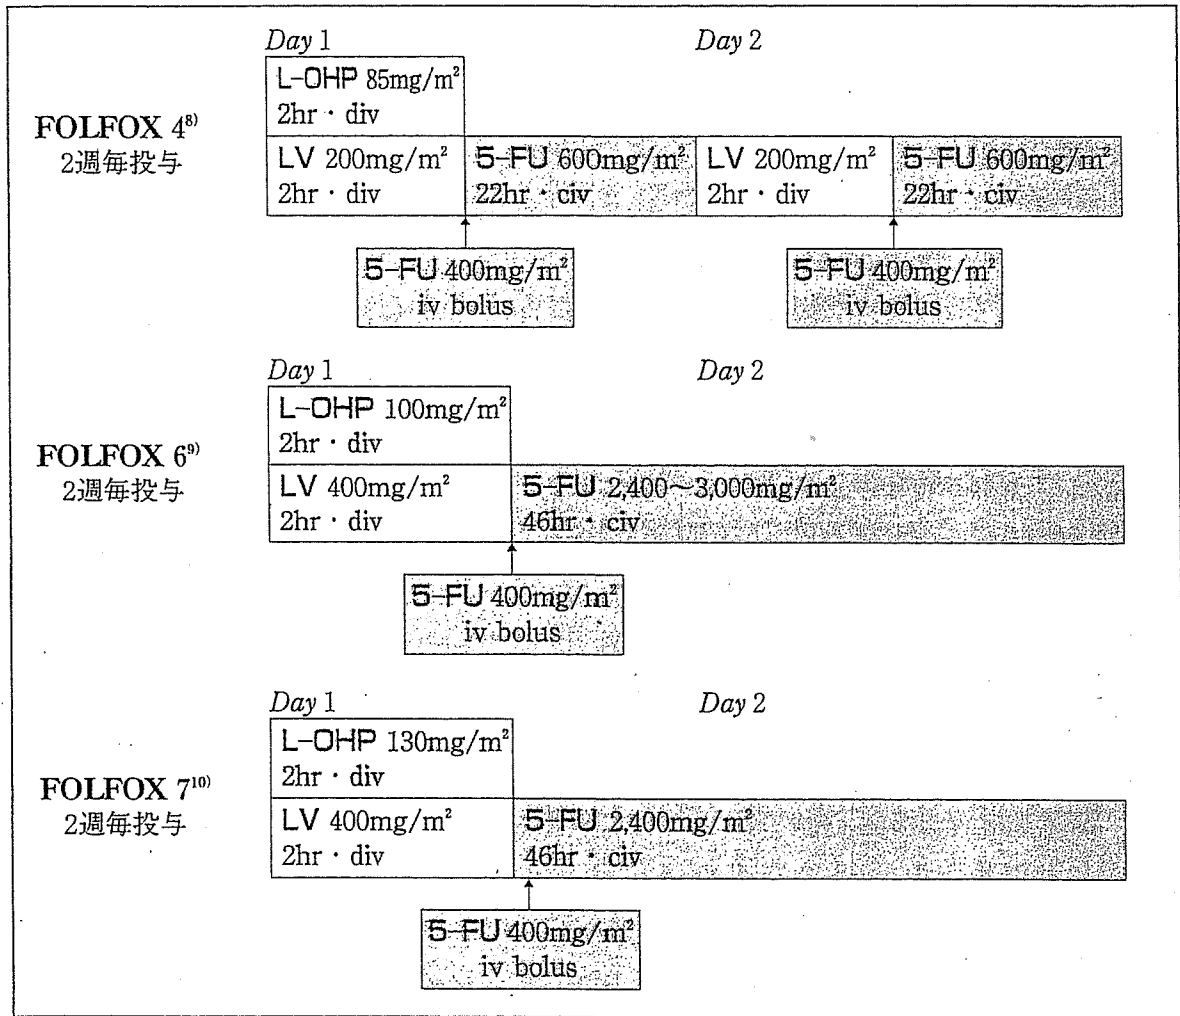 Day 1 Day 2
L-OHP 85mg/m²
2hr・div
FOLFOX 4⁸⁾
2週毎投与
LV 200mg/m² 5-FU 600mg/m² LV 200mg/m² 5-FU 600mg/m²
2hr・div 22hr・civ 2hr・div 22hr・civ
5-FU 400mg/m² 5-FU 400mg/m²
iv bolus iv bolus
Day 1 Day 2
L-OHP 100mg/m²
2hr・div
FOLFOX 6⁹⁾
2週毎投与
LV 400mg/m² 5-FU 2,400〜3,000mg/m²
2hr・div 46hr・civ
5-FU 400mg/m²
iv bolus
Day 1 Day 2
L-OHP 130mg/m²
2hr・div
FOLFOX 7¹⁰⁾
2週毎投与
LV 400mg/m² 5-FU 2,400mg/m²
2hr・div 46hr・civ
5-FU 400mg/m²
iv bolus